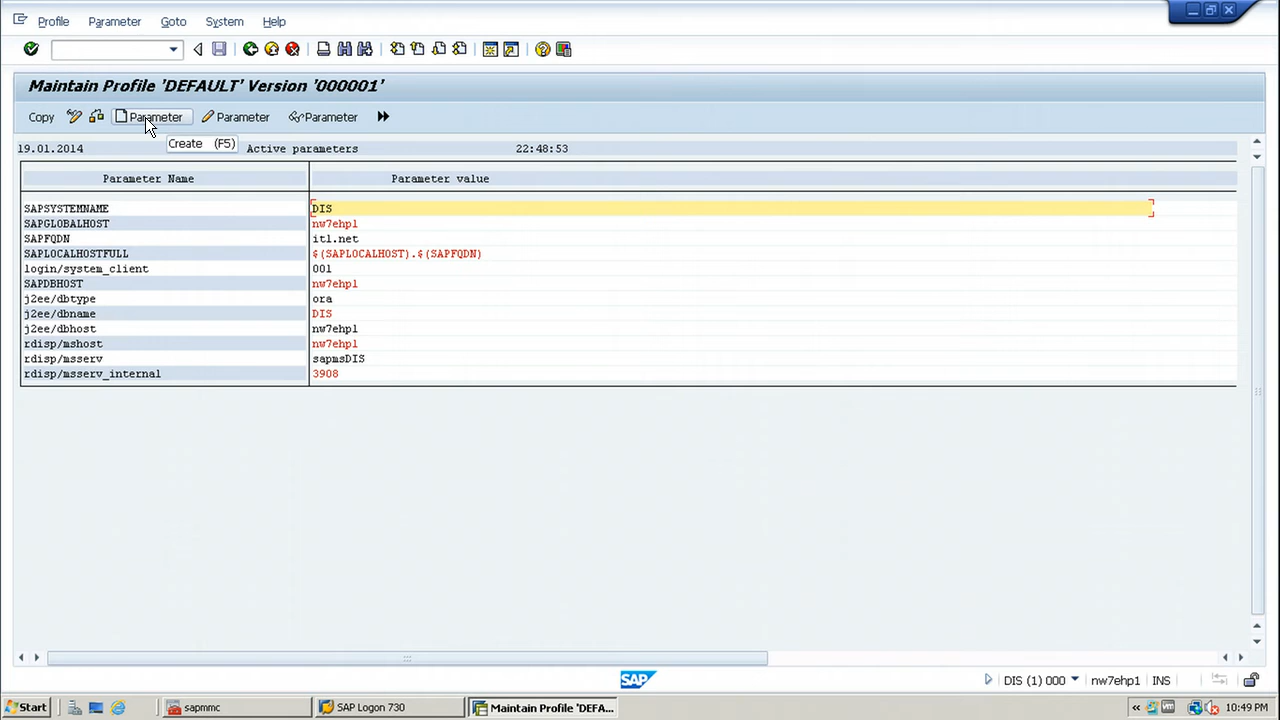 Profile Parameter Goto System Help
Maintain Profile 'DEFAULT' Version '000001'
Copy Parameter Parameter Parameter
Create (F5)
19.01.2014 Active parameters 22:48:53
Parameter Name Parameter value
SAPSYSTEMNAME DIS
SAPGLOBALHOST nw7ehp1
SAPFQDN itl.net
SAPLOCALHOSTFULL $(SAPLOCALHOST).$(SAPFQDN)
login/system_client 001
SAPDBHOST nw7ehp1
j2ee/dbtype ora
j2ee/dbname DIS
j2ee/dbhost nw7ehp1
rdisp/mshost nw7ehp1
rdisp/msserv sapmsDIS
rdisp/msserv_internal 3908
SAP DIS (1) 000 nw7ehp1 INS
Start sapmmc SAP Logon 730 Maintain Profile 'DEFA... 10:49 PM